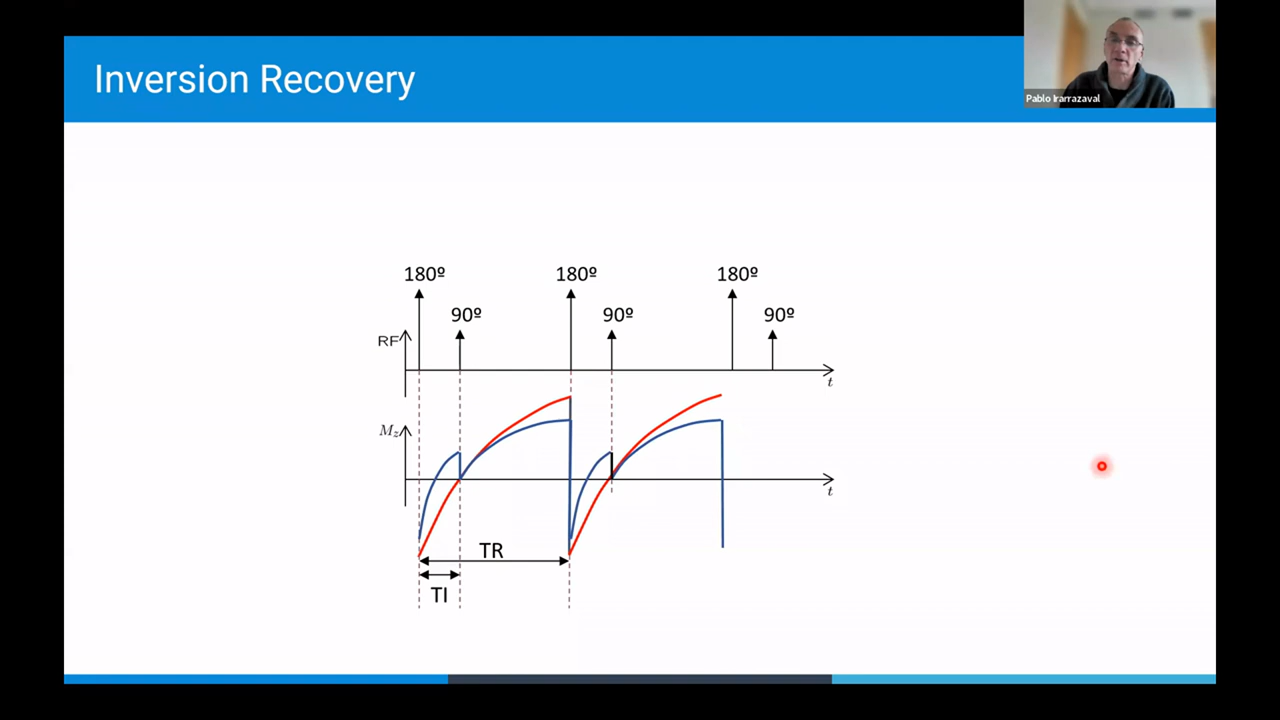 Inversion Recovery
Pablo Irarrazaval
180º
180º
180º
90º
90º
90º
RF
t
Mz
t
TR
TI